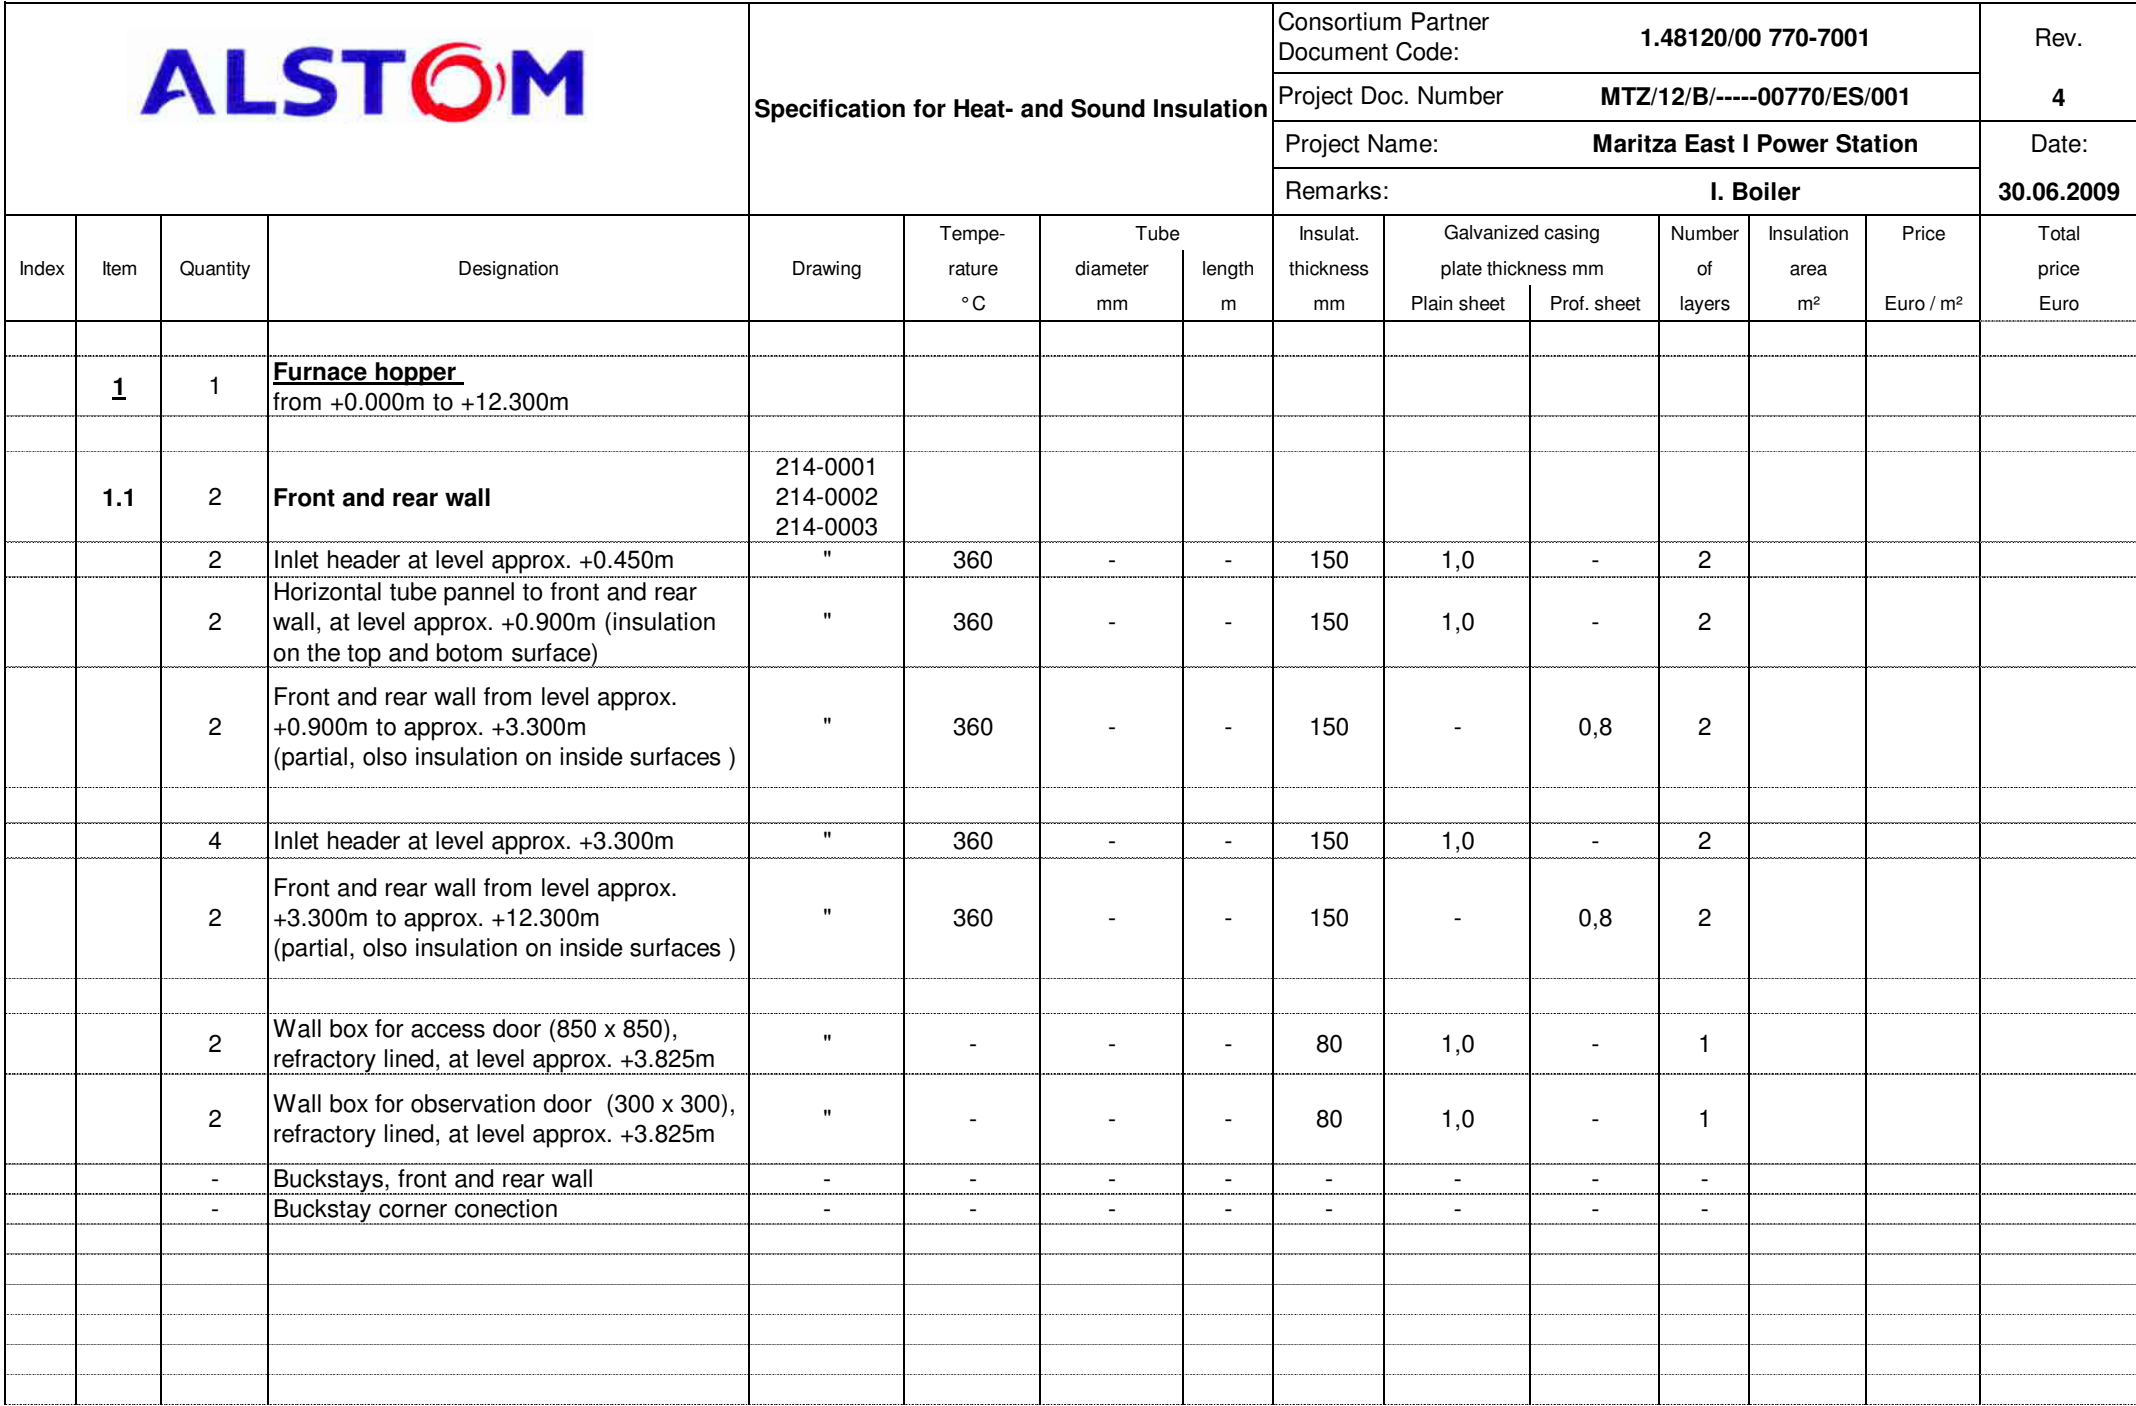 ALSTOM
Specification for Heat- and Sound Insulation
Consortium Partner
Document Code:
1.48120/00 770-7001
Rev.
Project Doc. Number
MTZ/12/B/-----00770/ES/001
4
Project Name:
Maritza East I Power Station
Date:
Remarks:
I. Boiler
30.06.2009
Index Item Quantity Designation Drawing
Tempe-
rature
°C
Tube
diameter length
mm m
Insulat.
thickness
mm
Galvanized casing
plate thickness mm
Plain sheet Prof. sheet
Number
of
layers
Insulation
area
m²
Price
Euro / m²
Total
price
Euro
1 1 Furnace hopper
from +0.000m to +12.300m
1.1 2 Front and rear wall
214-0001
214-0002
214-0003
2 Inlet header at level approx. +0.450m " 360 - - 150 1,0 - 2
Horizontal tube pannel to front and rear
2 wall, at level approx. +0.900m (insulation " 360 - - 150 1,0 - 2
on the top and botom surface)
Front and rear wall from level approx.
2 +0.900m to approx. +3.300m " 360 - - 150 - 0,8 2
(partial, olso insulation on inside surfaces )
4 Inlet header at level approx. +3.300m " 360 - - 150 1,0 - 2
Front and rear wall from level approx.
2 +3.300m to approx. +12.300m " 360 - - 150 - 0,8 2
(partial, olso insulation on inside surfaces )
2 Wall box for access door (850 x 850), " - - - 80 1,0 - 1
refractory lined, at level approx. +3.825m
2 Wall box for observation door (300 x 300), " - - - 80 1,0 - 1
refractory lined, at level approx. +3.825m
- Buckstays, front and rear wall - - - - - - - -
- Buckstay corner conection - - - - - - - -